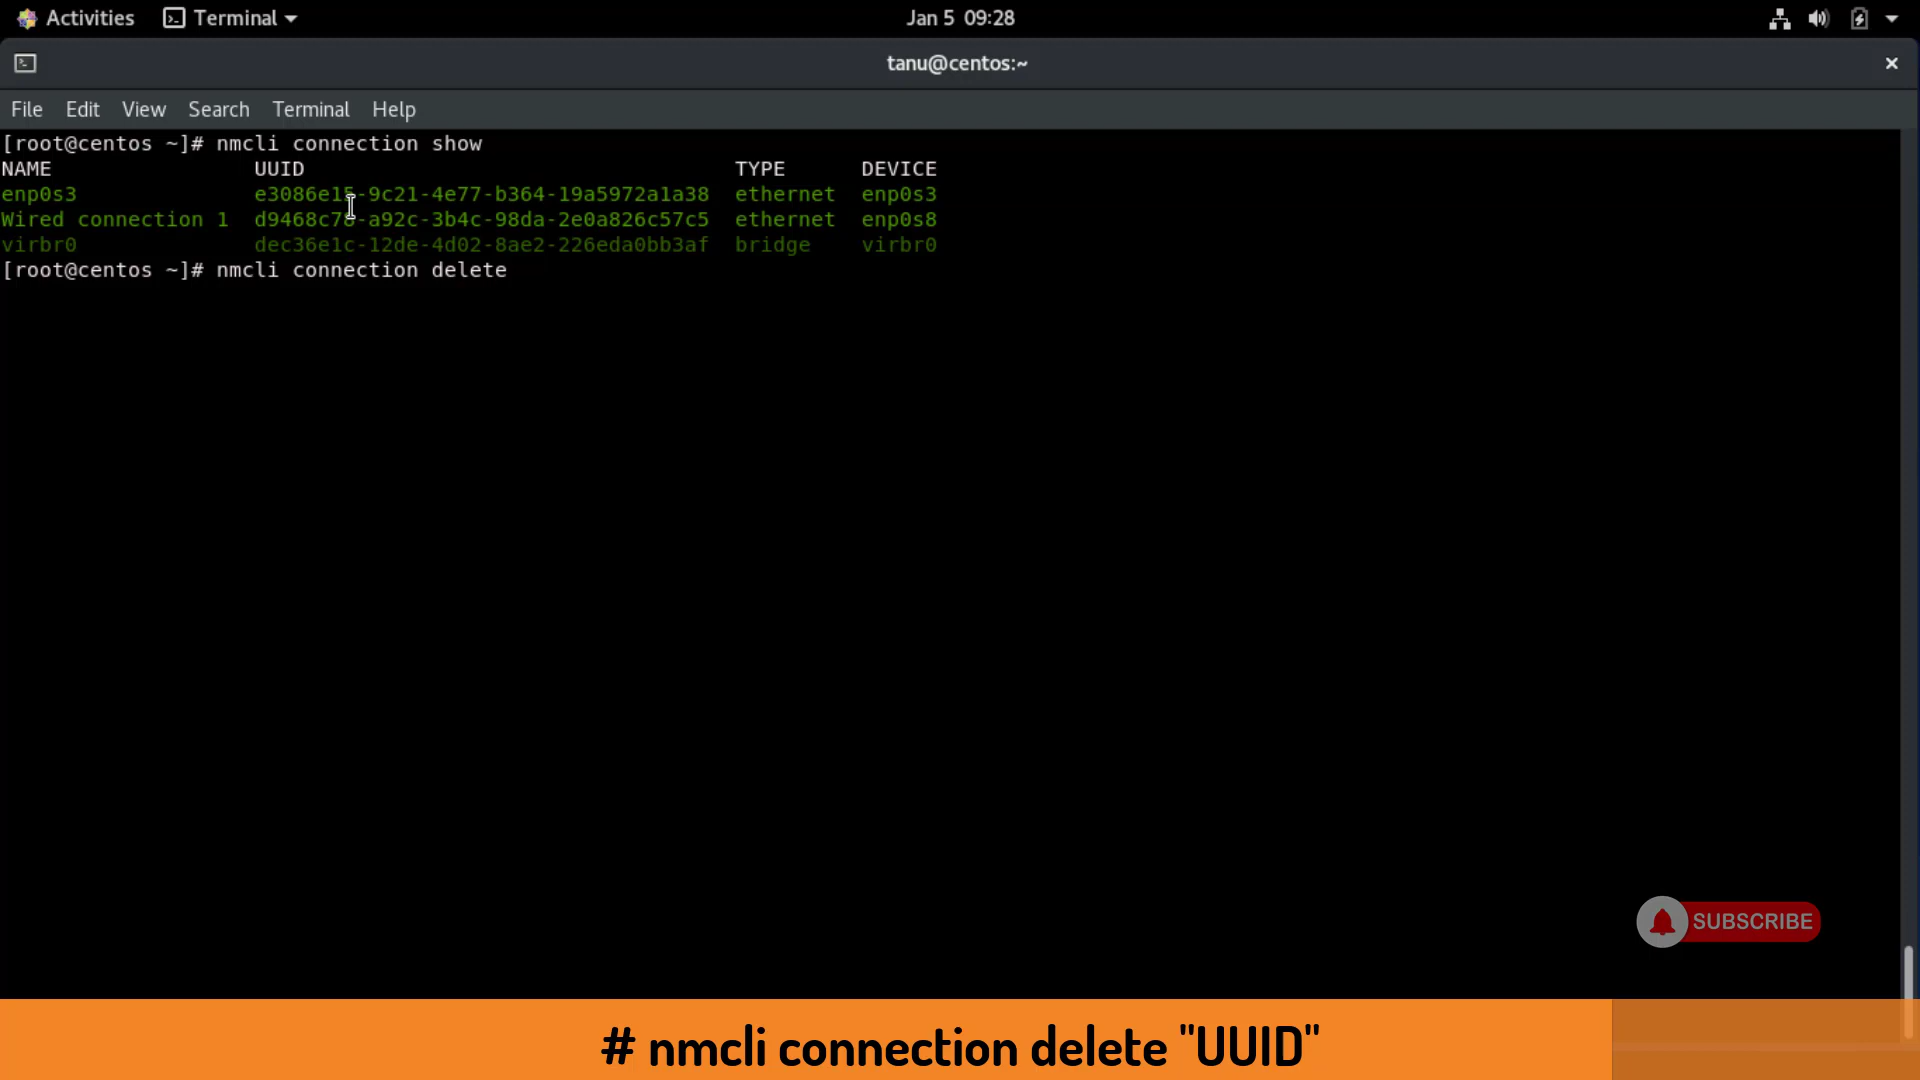 Activities Terminal Jan 5 09:28
tanu@centos:~
File Edit View Search Terminal Help
[root@centos ~]# nmcli connection show
NAME UUID TYPE DEVICE
enp0s3 e3086e15-9c21-4e77-b364-19a5972a1a38 ethernet enp0s3
Wired connection 1 d9468c78-a92c-3b4c-98da-2e0a826c57c5 ethernet enp0s8
virbr0 dec36e1c-12de-4d02-8ae2-226eda0bb3af bridge virbr0
[root@centos ~]# nmcli connection delete
SUBSCRIBE
# nmcli connection delete "UUID"